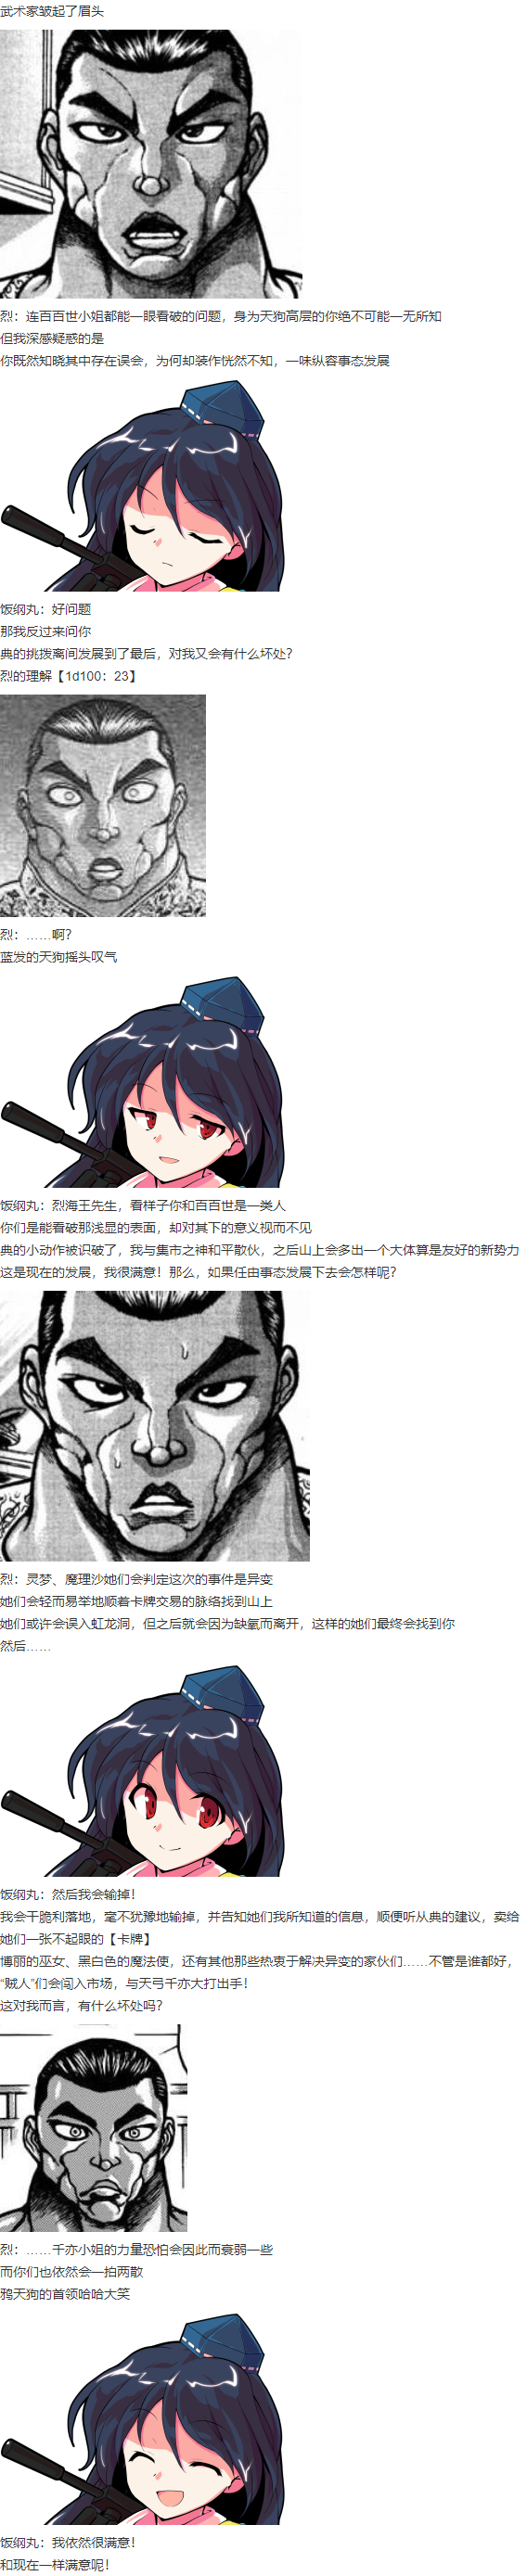 武术家皱起了眉头
烈：连百百世小姐都能一眼看破的问题，身为天狗高层的你绝不可能一无所知
但我深感疑惑的是
你既然知晓其中存在误会，为何却装作恍然不知，一味纵容事态发展
饭纲丸：好问题
那我反过来问你
典的挑拨离间发展到了最后，对我又会有什么坏处？
烈的理解【1d100：23】
烈：……啊？
蓝发的天狗摇头叹气
饭纲丸：烈海王先生，看样子你和百百世是一类人
你们是能看破那浅显的表面，却对其下的意义视而不见
典的小动作被识破了，我与集市之神和平散伙，之后山上会多出一个大体算是友好的新势力
这是现在的发展，我很满意！那么，如果任由事态发展下去会怎样呢？
烈：灵梦、魔理沙她们会判定这次的事件是异变
她们会轻而易举地顺着卡牌交易的脉络找到山上
她们或许会误入虹龙洞，但之后就会因为缺氧而离开，这样的她们最终会找到你
然后……
饭纲丸：然后我会输掉！
我会干脆利落地，毫不犹豫地输掉，并告知她们我所知道的信息，顺便听从典的建议，卖给
她们一张不起眼的【卡牌】
博丽的巫女、黑白色的魔法使，还有其他那些热衷于解决异变的家伙们……不管是谁都好，
“贼人”们会闯入市场，与天弓千亦大打出手！
这对我而言，有什么坏处吗？
烈：……千亦小姐的力量恐怕会因此而衰弱一些
而你们也依然会一拍两散
鸦天狗的首领哈哈大笑
饭纲丸：我依然很满意！
和现在一样满意呢！